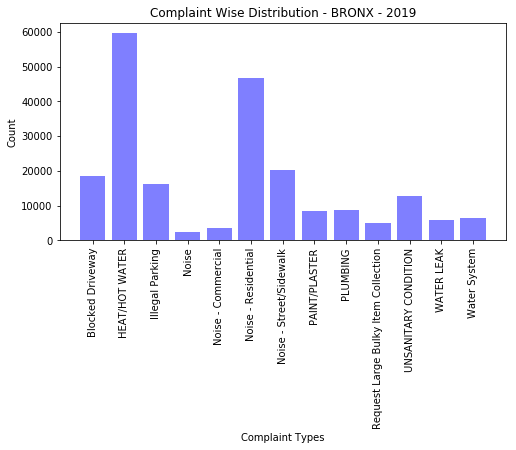 Complaint Wise Distribution - BRONX - 2019
60000
50000
40000
30000
20000
10000
0
Count
Blocked Driveway
HEAT/HOT WATER
Illegal Parking
Noise
Noise - Commercial
Noise - Residential
Noise - Street/Sidewalk
PAINT/PLASTER
PLUMBING
Request Large Bulky Item Collection
UNSANITARY CONDITION
WATER LEAK
Water System
Complaint Types